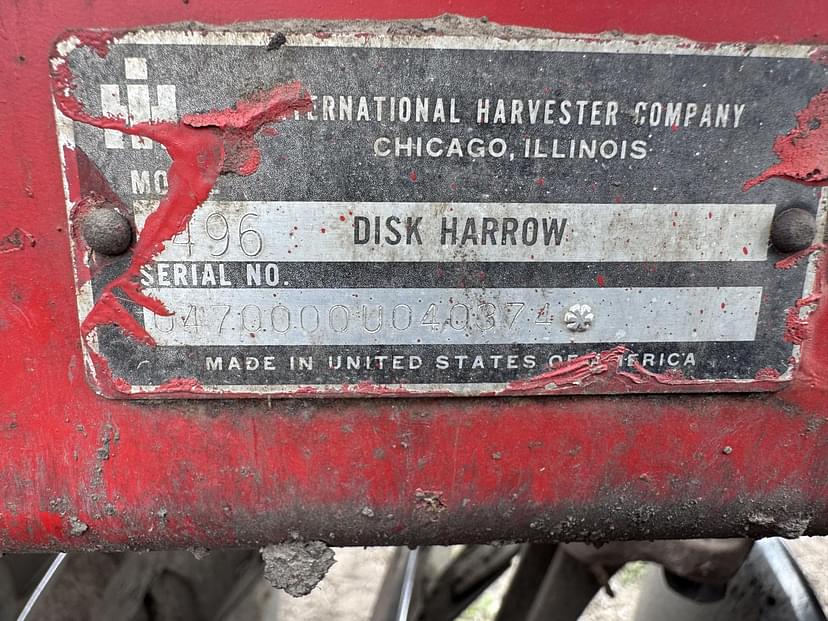 INTERNATIONAL HARVESTER COMPANY
CHICAGO, ILLINOIS
496 DISK HARROW
SERIAL NO.
0470000U040374
MADE IN UNITED STATES OF AMERICA